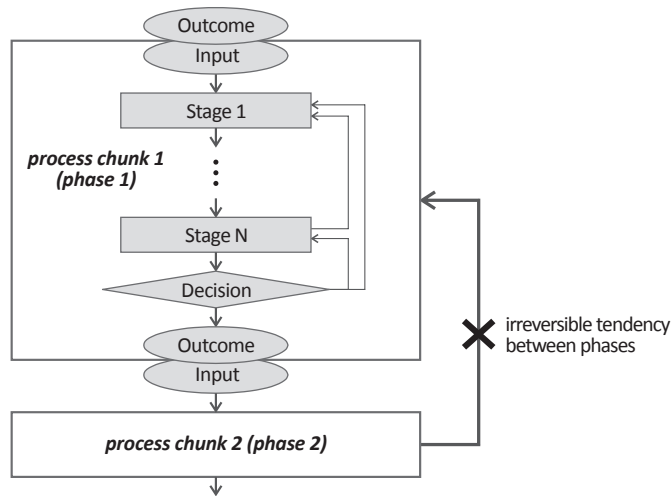 Outcome
Input
Stage 1
process chunk 1
(phase 1)
Stage N
Decision
Outcome
Input
irreversible tendency
between phases
process chunk 2 (phase 2)